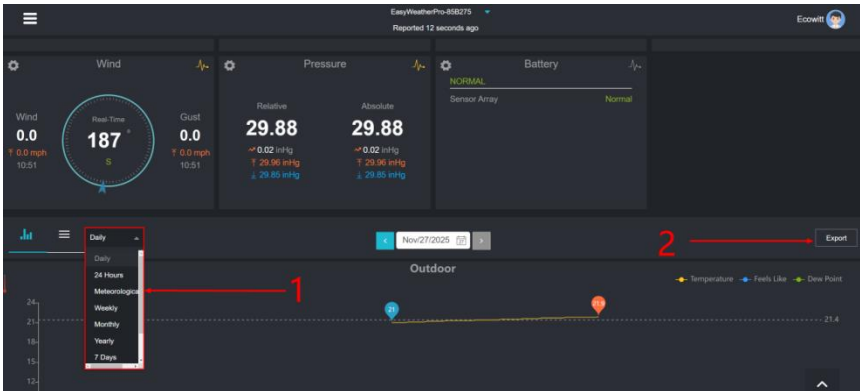 EasyWeatherPro-85B275
Reported 12 seconds ago
Ecowitt
Wind
Wind
0.0
0.0 mph
10:51
Real-Time
187 °
S
Gust
0.0
0.0 mph
10:51
Pressure
Relative
29.88
0.02 inHg
29.96 inHg
29.85 inHg
Absolute
29.88
0.02 inHg
29.96 inHg
29.85 inHg
Battery
NORMAL
Sensor Array Normal
Daily
Nov/27/2025
2
Export
Daily
24 Hours
Meteorologica
Weekly
Monthly
Yearly
7 Days
1
Outdoor
Temperature Feels Like Dew Point
24
21
18
15
12
21
21.9
21.4